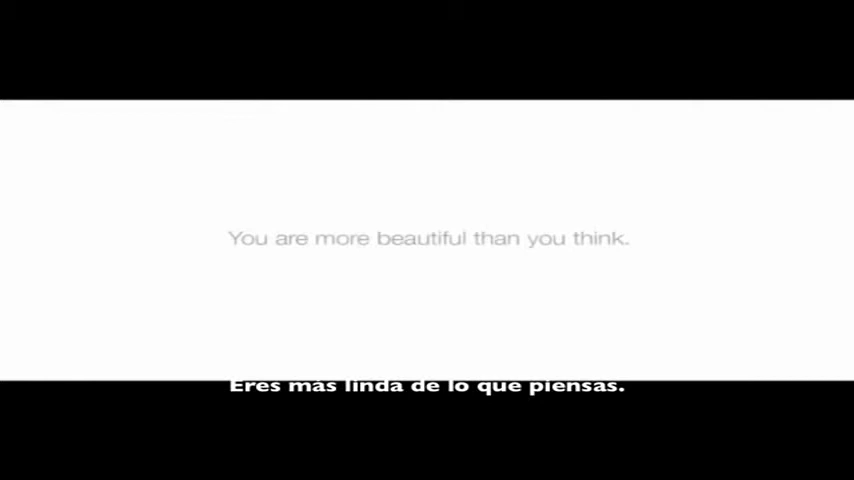 You are more beautiful than you think.
Eres más linda de lo que piensas.